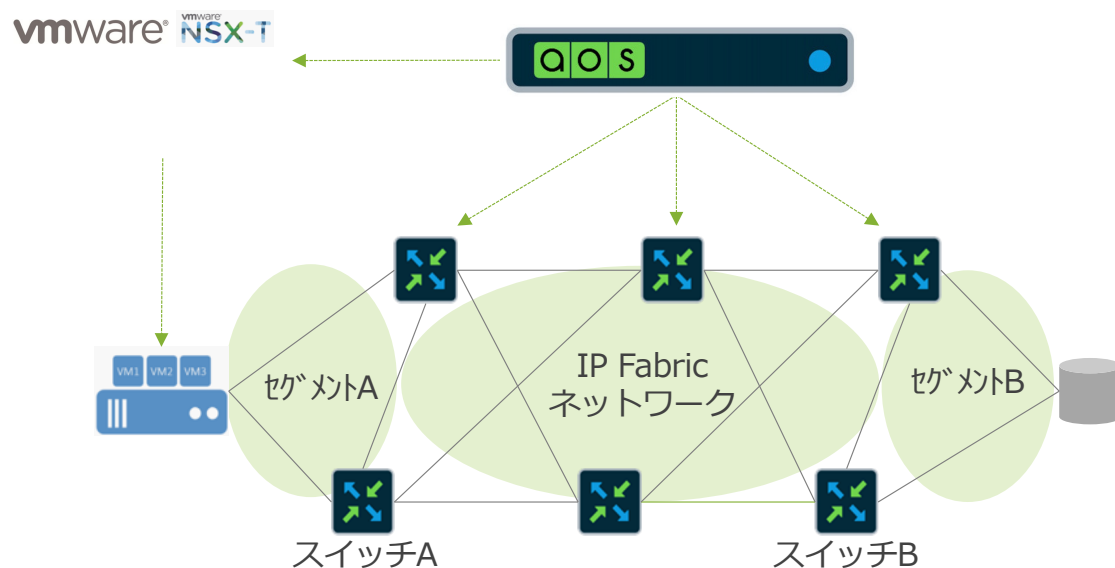 vmware®
vmware
NSX-T
aos
VM1 VM2 VM3
ｾｸﾞﾒﾝﾄA
IP Fabric
ネットワーク
ｾｸﾞﾒﾝﾄB
スイッチA
スイッチB